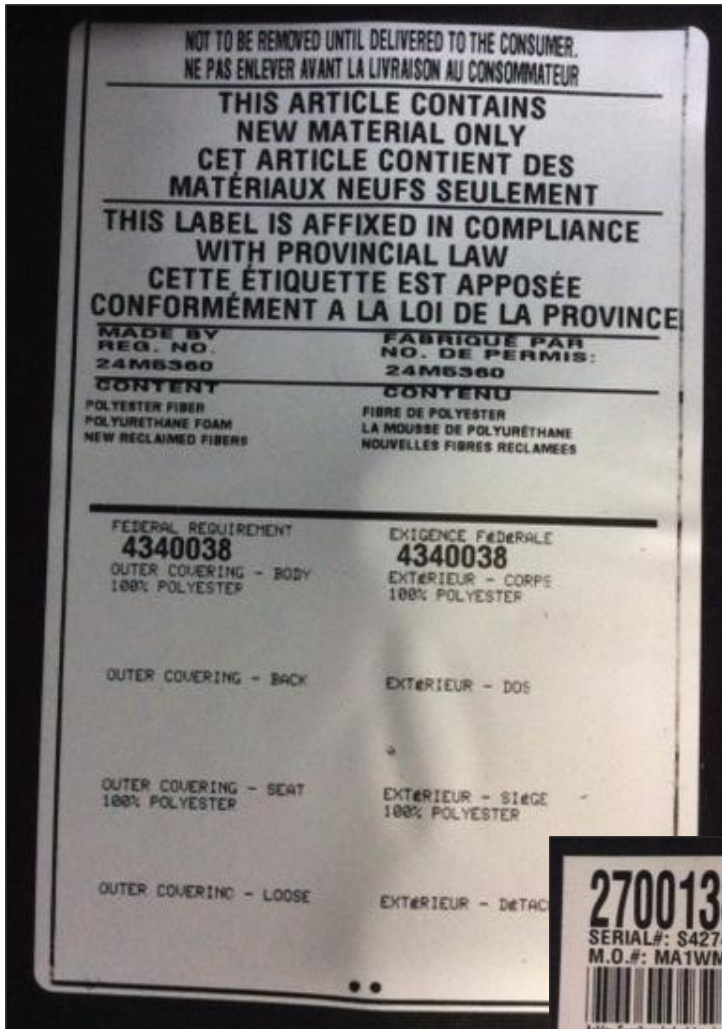 NOT TO BE REMOVED UNTIL DELIVERED TO THE CONSUMER.
NE PAS ENLEVER AVANT LA LIVRAISON AU CONSOMMATEUR
THIS ARTICLE CONTAINS
NEW MATERIAL ONLY
CET ARTICLE CONTIENT DES
MATÉRIAUX NEUFS SEULEMENT
THIS LABEL IS AFFIXED IN COMPLIANCE
WITH PROVINCIAL LAW
CETTE ÉTIQUETTE EST APPOSÉE
CONFORMÉMENT A LA LOI DE LA PROVINCE
MADE BY
REG. NO.
24M5360
FABRIQUÉ PAR
NO. DE PERMIS:
24M5360
CONTENT
POLYESTER FIBER
POLYURETHANE FOAM
NEW RECLAIMED FIBERS
CONTENU
FIBRE DE POLYESTER
LA MOUSSE DE POLYURÉTHANE
NOUVELLES FIBRES RECLAMEES
FEDERAL REQUIREMENT
4340038
OUTER COVERING - BODY
100% POLYESTER
EXIGENCE FéDéRALE
4340038
EXTéRIEUR - CORPS
100% POLYESTER
OUTER COVERING - BACK
EXTéRIEUR - DOS
OUTER COVERING - SEAT
100% POLYESTER
EXTéRIEUR - SIéGE
100% POLYESTER
OUTER COVERING - LOOSE
EXTéRIEUR - DéTAC
270013
SERIAL#: S427
M.O.#: MA1WM